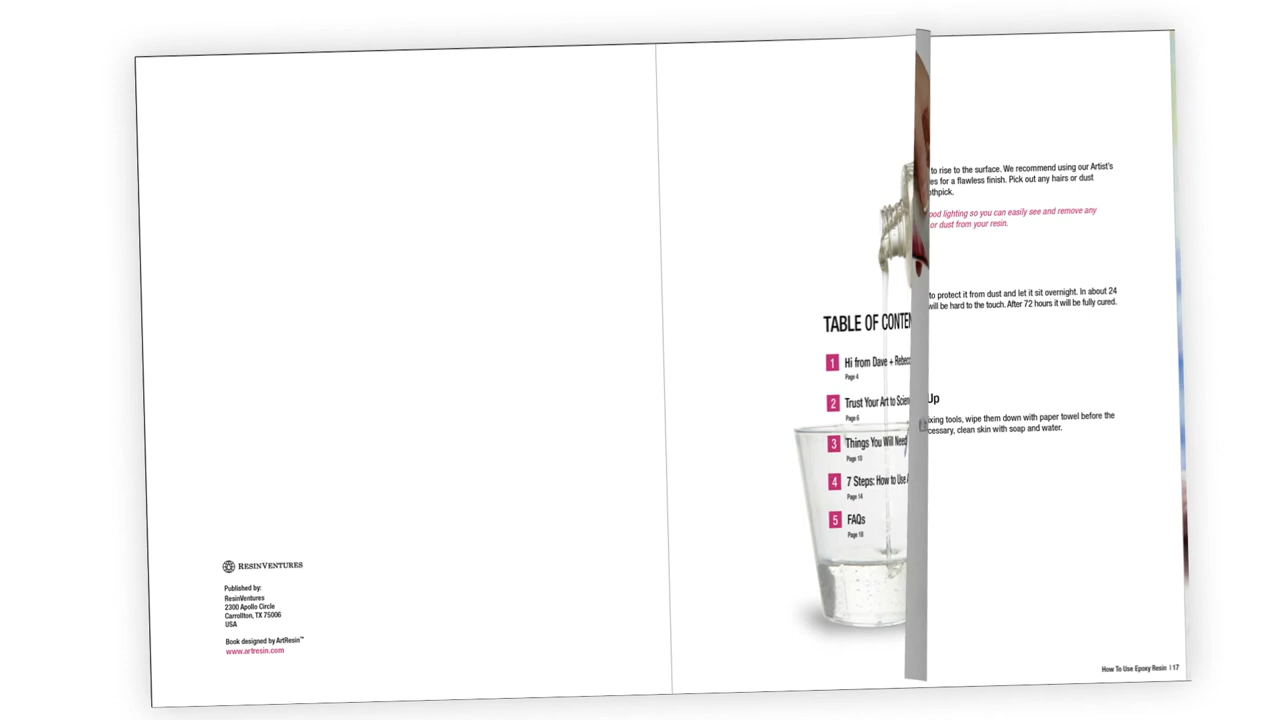 RESINVENTURES
Published by:
ResinVentures
2300 Apollo Circle
Carrollton, TX 75006
USA
Book designed by ArtResin™
www.artresin.com
TABLE OF CONTEN
1 Hi from Dave + Rebecc
Page 4
2 Trust Your Art to Scien
Page 6
3 Things You Will Need
Page 10
4 7 Steps: How to Use A
Page 14
5 FAQs
Page 18
to rise to the surface. We recommend using our Artist's
es for a flawless finish. Pick out any hairs or dust
othpick.
ood lighting so you can easily see and remove any
or dust from your resin.
to protect it from dust and let it sit overnight. In about 24
will be hard to the touch. After 72 hours it will be fully cured.
Up
ixing tools, wipe them down with paper towel before the
cessary, clean skin with soap and water.
How To Use Epoxy Resin | 17